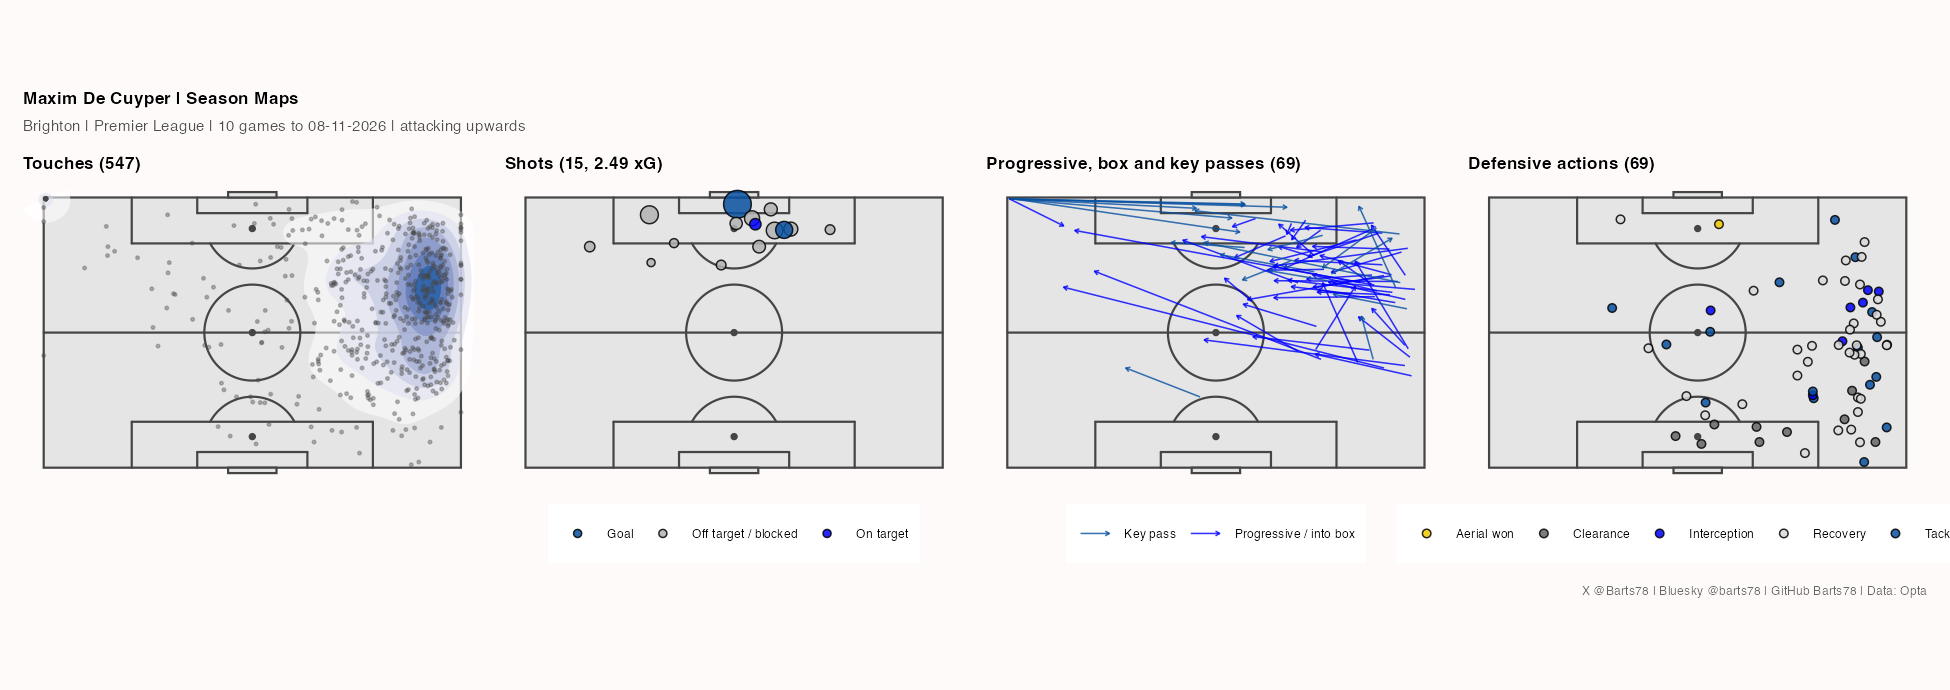 Maxim De Cuyper | Season Maps
Brighton | Premier League | 10 games to 08-11-2026 | attacking upwards
Touches (547)
Shots (15, 2.49 xG)
Progressive, box and key passes (69)
Defensive actions (69)
Goal
Off target / blocked
On target
Key pass
Progressive / into box
Aerial won
Clearance
Interception
Recovery
Tack
X @Barts78 | Bluesky @barts78 | GitHub Barts78 | Data: Opta